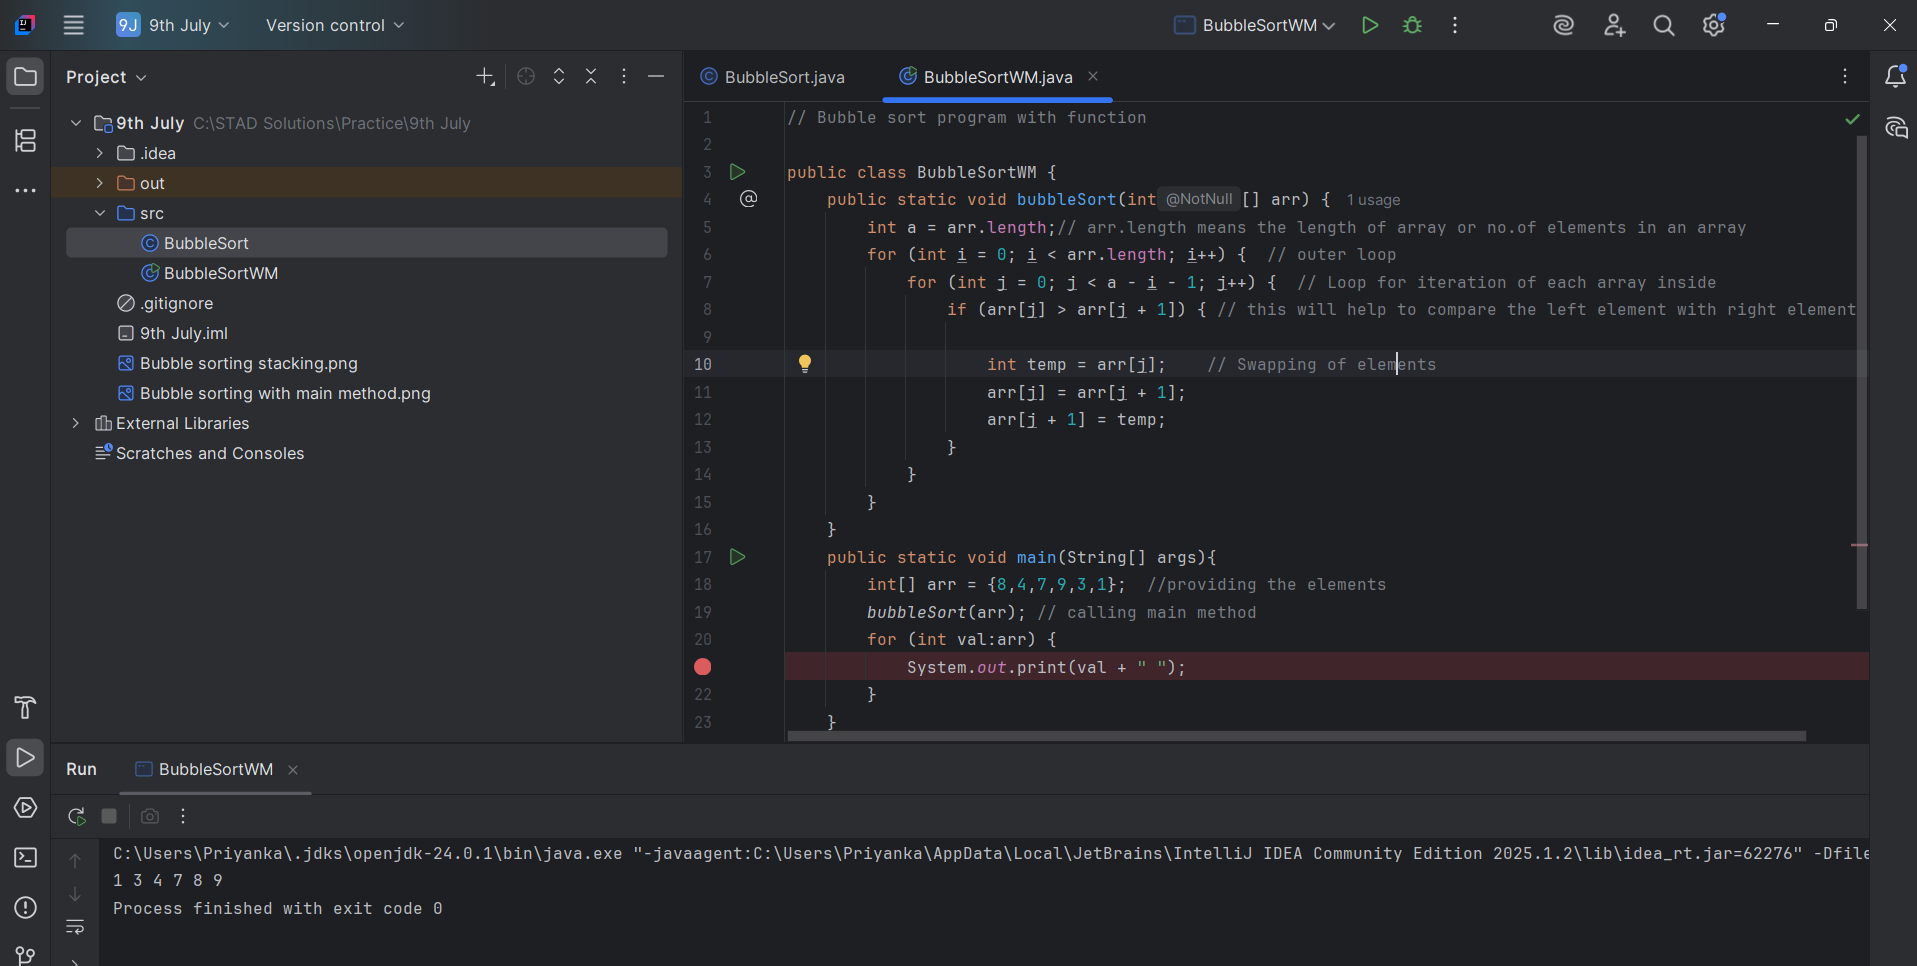 9J 9th July Version control BubbleSortWM
Project
9th July C:\STAD Solutions\Practice\9th July
.idea
out
src
BubbleSort
BubbleSortWM
.gitignore
9th July.iml
Bubble sorting stacking.png
Bubble sorting with main method.png
External Libraries
Scratches and Consoles
BubbleSort.java BubbleSortWM.java
1 // Bubble sort program with function
2
3 public class BubbleSortWM {
4 public static void bubbleSort(int @NotNull [] arr) { 1 usage
5 int a = arr.length;// arr.length means the length of array or no.of elements in an array
6 for (int i = 0; i < arr.length; i++) { // outer loop
7 for (int j = 0; j < a - i - 1; j++) { // Loop for iteration of each array inside
8 if (arr[j] > arr[j + 1]) { // this will help to compare the left element with right element
9
10 int temp = arr[j]; // Swapping of elements
11 arr[j] = arr[j + 1];
12 arr[j + 1] = temp;
13 }
14 }
15 }
16 }
17 public static void main(String[] args){
18 int[] arr = {8,4,7,9,3,1}; //providing the elements
19 bubbleSort(arr); // calling main method
20 for (int val:arr) {
System.out.print(val + " ");
22 }
23 }
Run BubbleSortWM
C:\Users\Priyanka\.jdks\openjdk-24.0.1\bin\java.exe "-javaagent:C:\Users\Priyanka\AppData\Local\JetBrains\IntelliJ IDEA Community Edition 2025.1.2\lib\idea_rt.jar=62276" -Dfile
1 3 4 7 8 9
Process finished with exit code 0